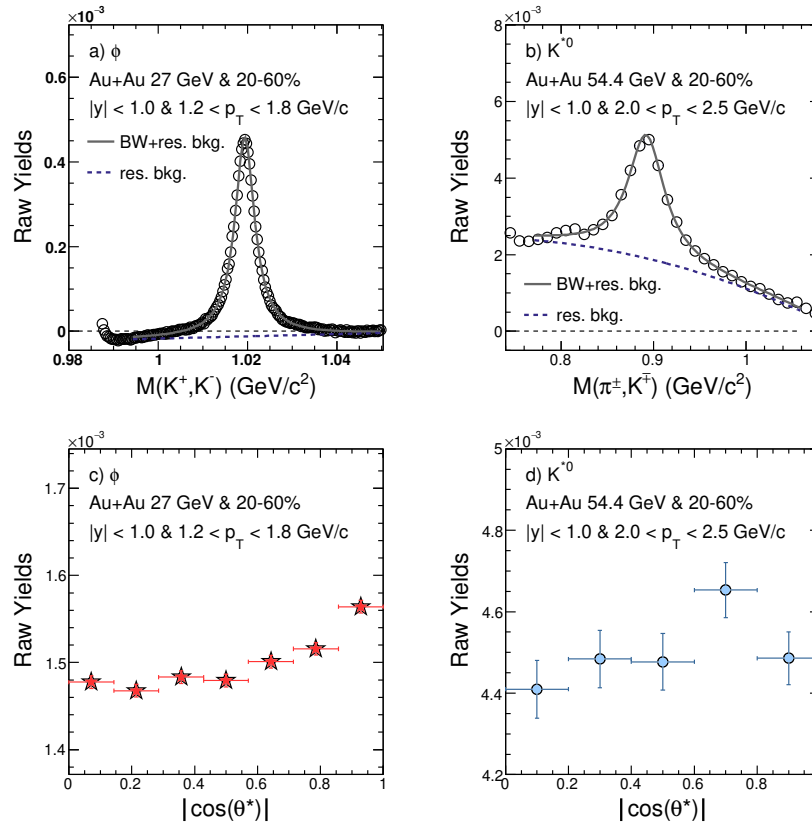 ×10⁻³
a) ϕ
Au+Au 27 GeV & 20-60%
|y| < 1.0 & 1.2 < p_T < 1.8 GeV/c
BW+res. bkg.
res. bkg.
Raw Yields
0.6
0.4
0.2
0
0.98 1 1.02 1.04
M(K⁺,K⁻) (GeV/c²)
×10⁻³
b) K*⁰
Au+Au 54.4 GeV & 20-60%
|y| < 1.0 & 2.0 < p_T < 2.5 GeV/c
BW+res. bkg.
res. bkg.
Raw Yields
8
6
4
2
0
0.8 0.9 1
M(π±,K∓) (GeV/c²)
×10⁻³
c) ϕ
Au+Au 27 GeV & 20-60%
|y| < 1.0 & 1.2 < p_T < 1.8 GeV/c
Raw Yields
1.7
1.6
1.5
1.4
0 0.2 0.4 0.6 0.8 1
|cos(θ*)|
×10⁻³
d) K*⁰
Au+Au 54.4 GeV & 20-60%
|y| < 1.0 & 2.0 < p_T < 2.5 GeV/c
Raw Yields
5
4.8
4.6
4.4
4.2
0 0.2 0.4 0.6 0.8
|cos(θ*)|